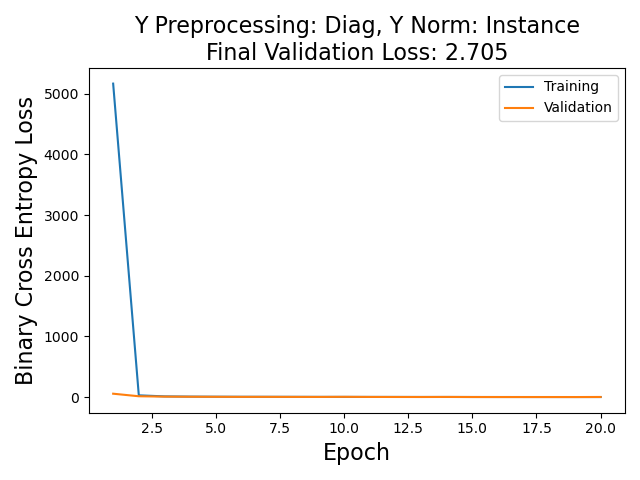 Y Preprocessing: Diag, Y Norm: Instance
Final Validation Loss: 2.705
Training
Validation
Binary Cross Entropy Loss
5000
4000
3000
2000
1000
0
2.5 5.0 7.5 10.0 12.5 15.0 17.5 20.0
Epoch